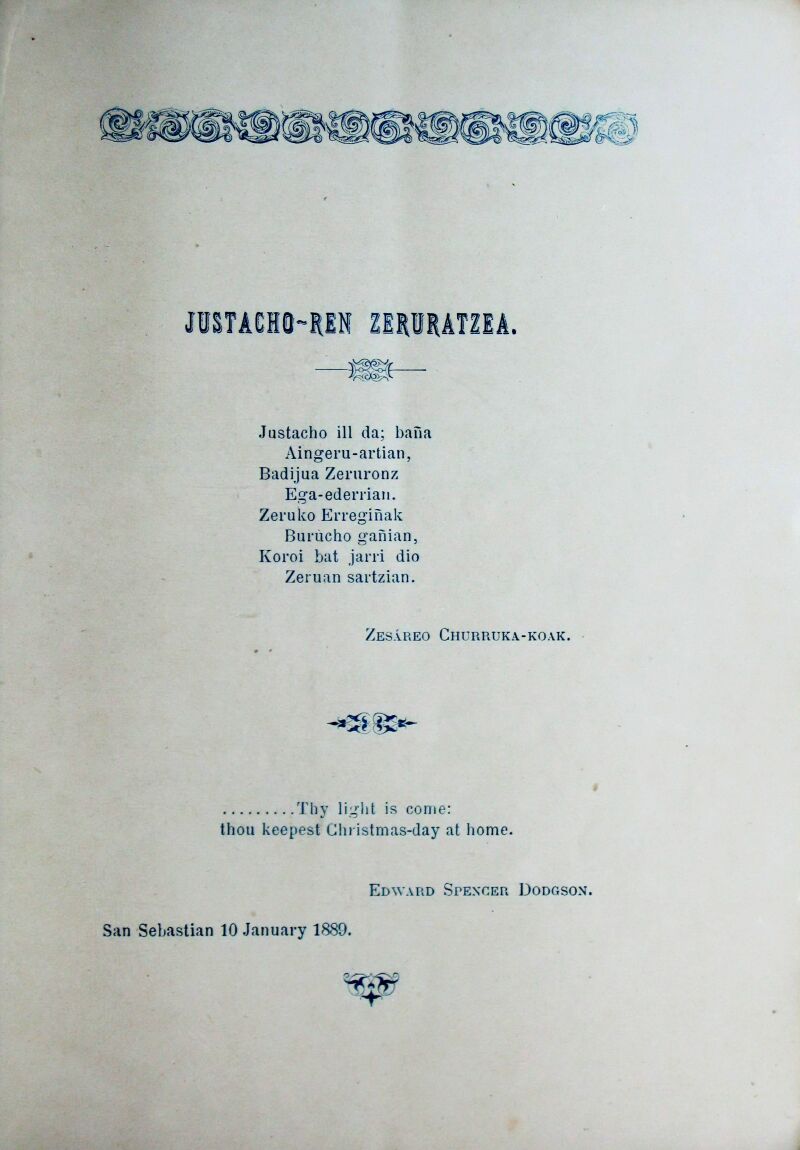 JUSTACHO-REN ZERURATZEA.
Justacho ill da; baña
Aingeru-artian,
Badijua Zeruronz
Ega-ederrian.
Zeruko Erregiñak
Burucho gañian,
Koroi bat jarri dio
Zeruan sartzian.
ZESÁREO CHURRUKA-KOAK.
.........Thy light is come:
thou keepest Christmas-day at home.
EDWARD SPENCER DODGSON.
San Sebastian 10 January 1889.